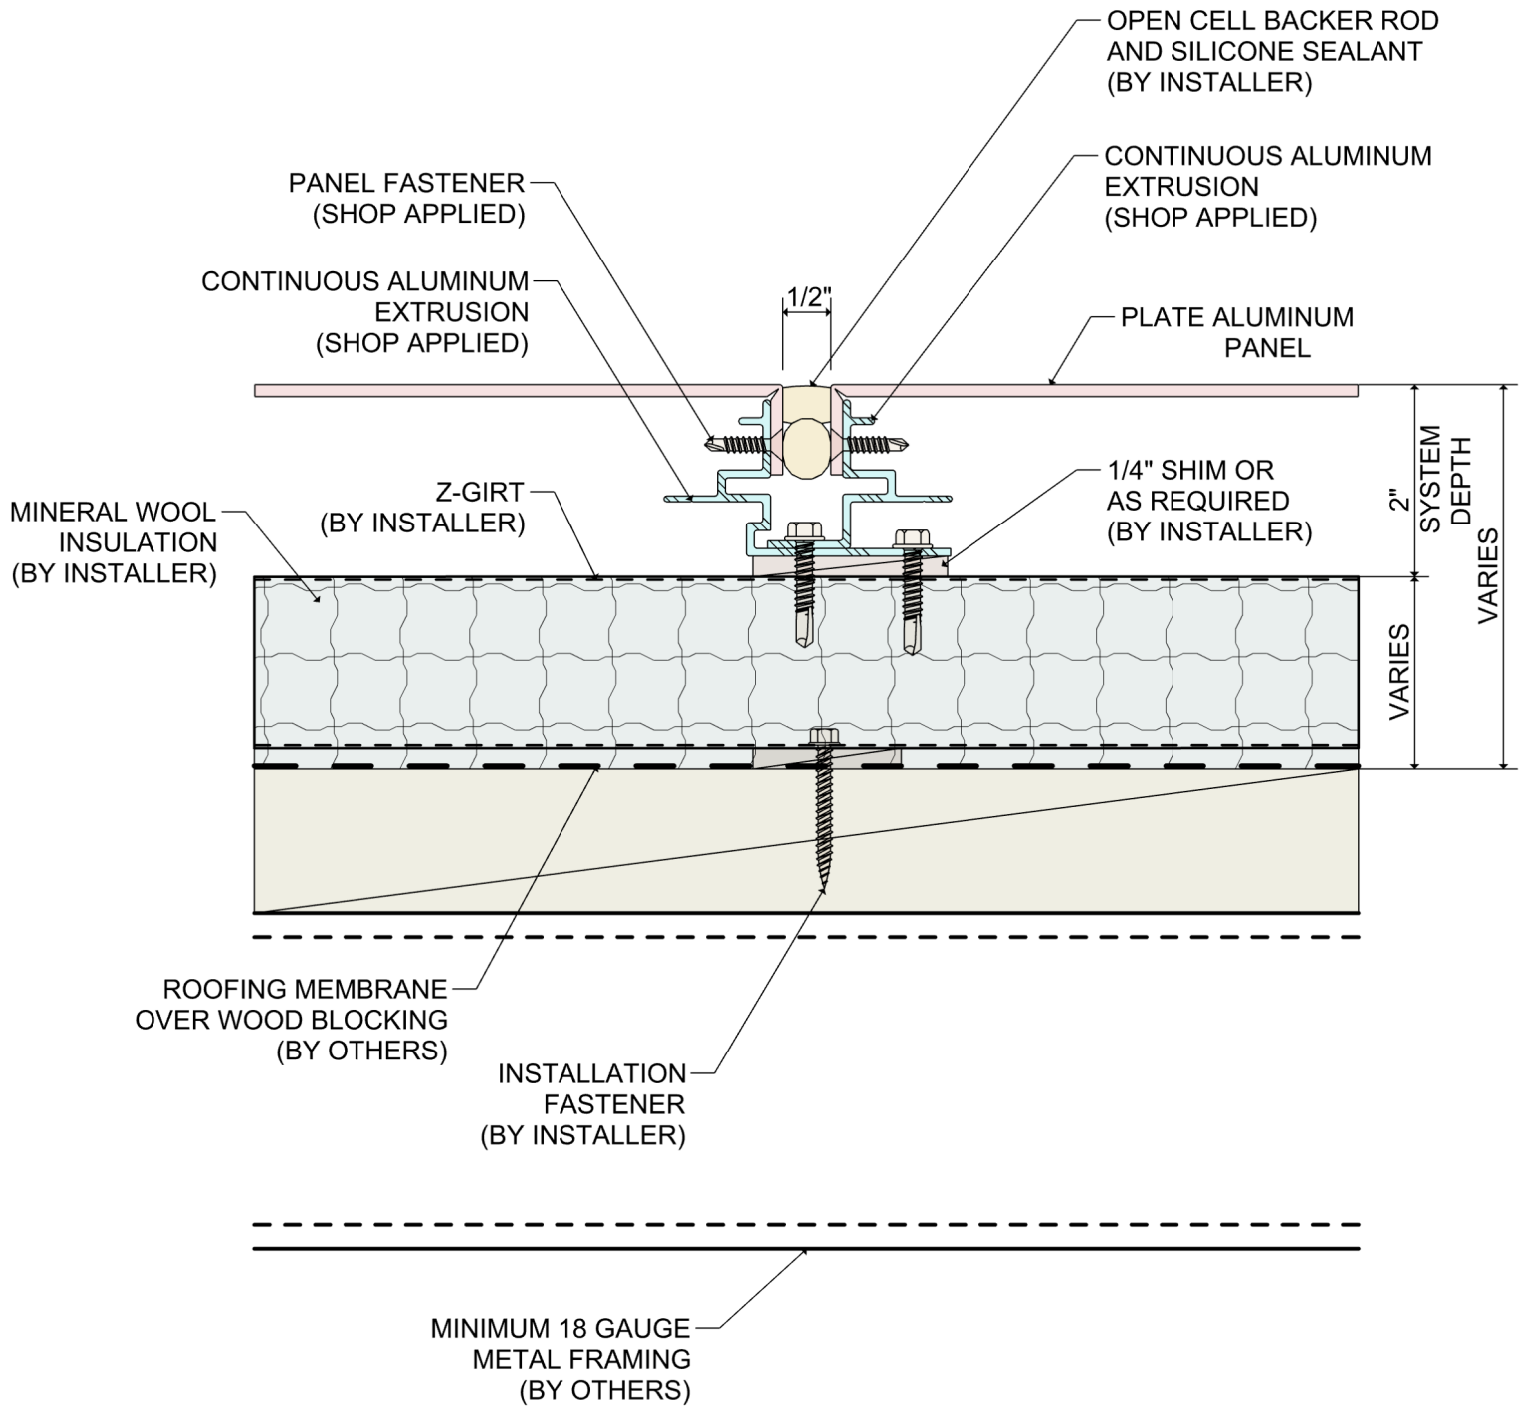 OPEN CELL BACKER ROD
AND SILICONE SEALANT
(BY INSTALLER)
CONTINUOUS ALUMINUM
EXTRUSION
(SHOP APPLIED)
PANEL FASTENER
(SHOP APPLIED)
CONTINUOUS ALUMINUM
EXTRUSION
(SHOP APPLIED)
1/2"
PLATE ALUMINUM
PANEL
1/4" SHIM OR
AS REQUIRED
(BY INSTALLER)
2"
SYSTEM
DEPTH
VARIES
VARIES
Z-GIRT
(BY INSTALLER)
MINERAL WOOL
INSULATION
(BY INSTALLER)
ROOFING MEMBRANE
OVER WOOD BLOCKING
(BY OTHERS)
INSTALLATION
FASTENER
(BY INSTALLER)
MINIMUM 18 GAUGE
METAL FRAMING
(BY OTHERS)